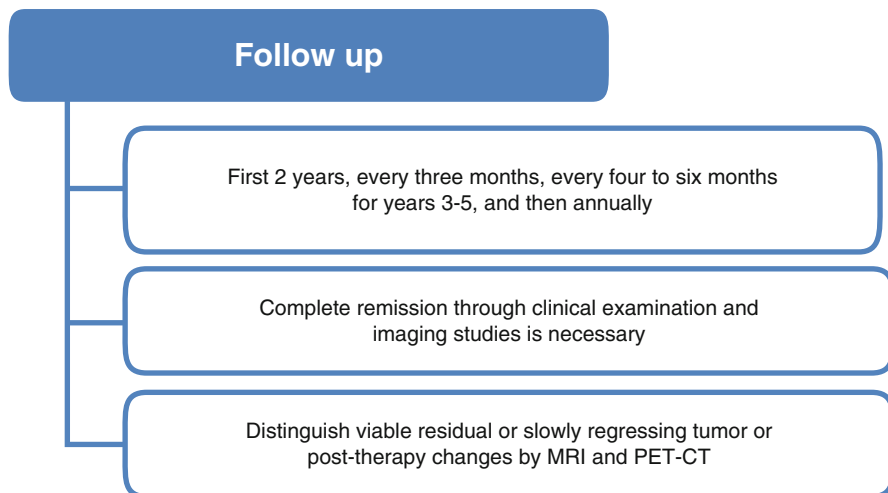 Follow up
First 2 years, every three months, every four to six months
for years 3-5, and then annually
Complete remission through clinical examination and
imaging studies is necessary
Distinguish viable residual or slowly regressing tumor or
post-therapy changes by MRI and PET-CT